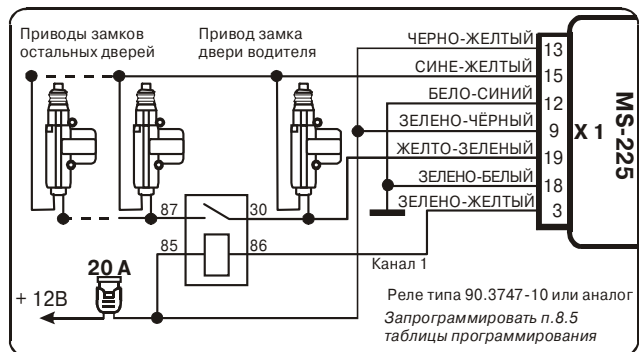 Приводы замков
остальных дверей
Привод замка
двери водителя
ЧЕРНО-ЖЕЛТЫЙ
13
СИНЕ-ЖЕЛТЫЙ
15
БЕЛО-СИНИЙ
12
ЗЕЛЕНО-ЧЁРНЫЙ
9
ЖЕЛТО-ЗЕЛЕНЫЙ
19
ЗЕЛЕНО-БЕЛЫЙ
18
ЗЕЛЕНО-ЖЕЛТЫЙ
3
X 1
MS-225
87
30
85
86
Канал 1
20 А
+ 12В
Реле типа 90.3747-10 или аналог
Запрограммировать п.8.5
таблицы программирования